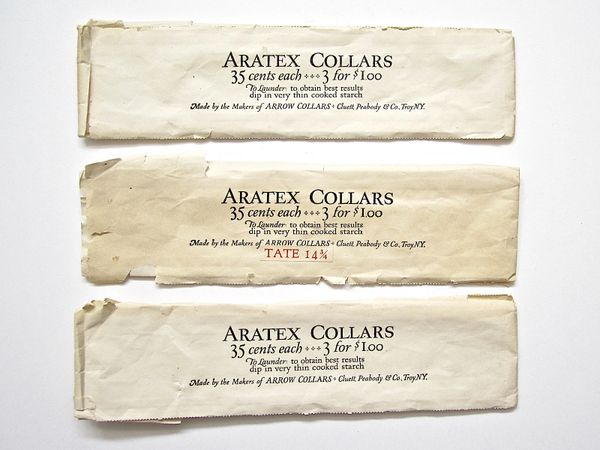 ARATEX COLLARS
35 cents each ÷÷÷ 3 for $1.00
To Launder· to obtain best results
dip in very thin cooked starch
Made by the Makers of ARROW COLLARS ÷ Cluett, Peabody & Co, Troy N.Y.
ARATEX COLLARS
35 cents each ÷÷÷ 3 for $1.00
To Launder· to obtain best results
dip in very thin cooked starch
Made by the Makers of ARROW COLLARS ÷ Cluett, Peabody & Co, Troy N.Y.
TATE 14¾
ARATEX COLLARS
35 cents each ÷÷÷ 3 for $1.00
To Launder· to obtain best results
dip in very thin cooked starch
Made by the Makers of ARROW COLLARS ÷ Cluett, Peabody & Co, Troy N.Y.